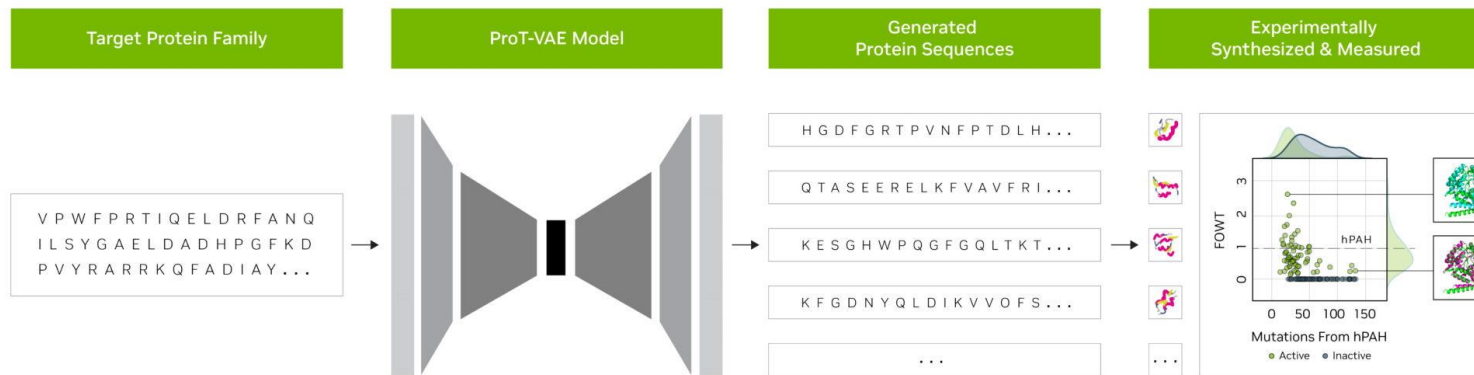 Target Protein Family
ProT-VAE Model
Generated
Protein Sequences
Experimentally
Synthesized & Measured
V P W F P R T I Q E L D R F A N Q
I L S Y G A E L D A D H P G F K D
P V Y R A R R K Q F A D I A Y . . .
H G D F G R T P V N F P T D L H . . .
Q T A S E E R E L K F V A V F R I . . .
K E S G H W P Q G F G Q L T K T . . .
K F G D N Y Q L D I K V V O F S . . .
. . .
. . .
FOWT
3
2
1
0
hPAH
0 50 100 150
Mutations From hPAH
Active Inactive